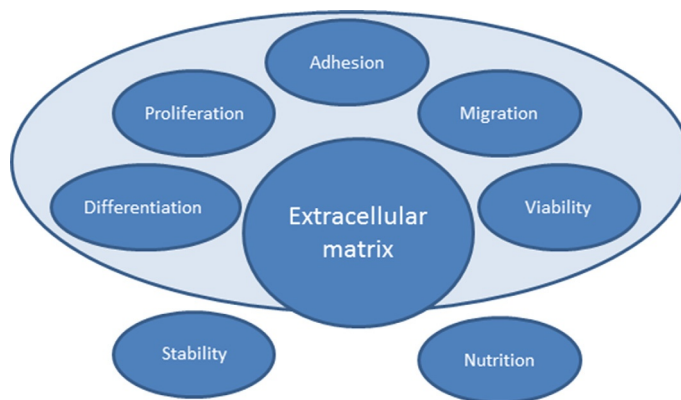 Adhesion
Proliferation
Migration
Differentiation
Extracellular
matrix
Viability
Stability
Nutrition